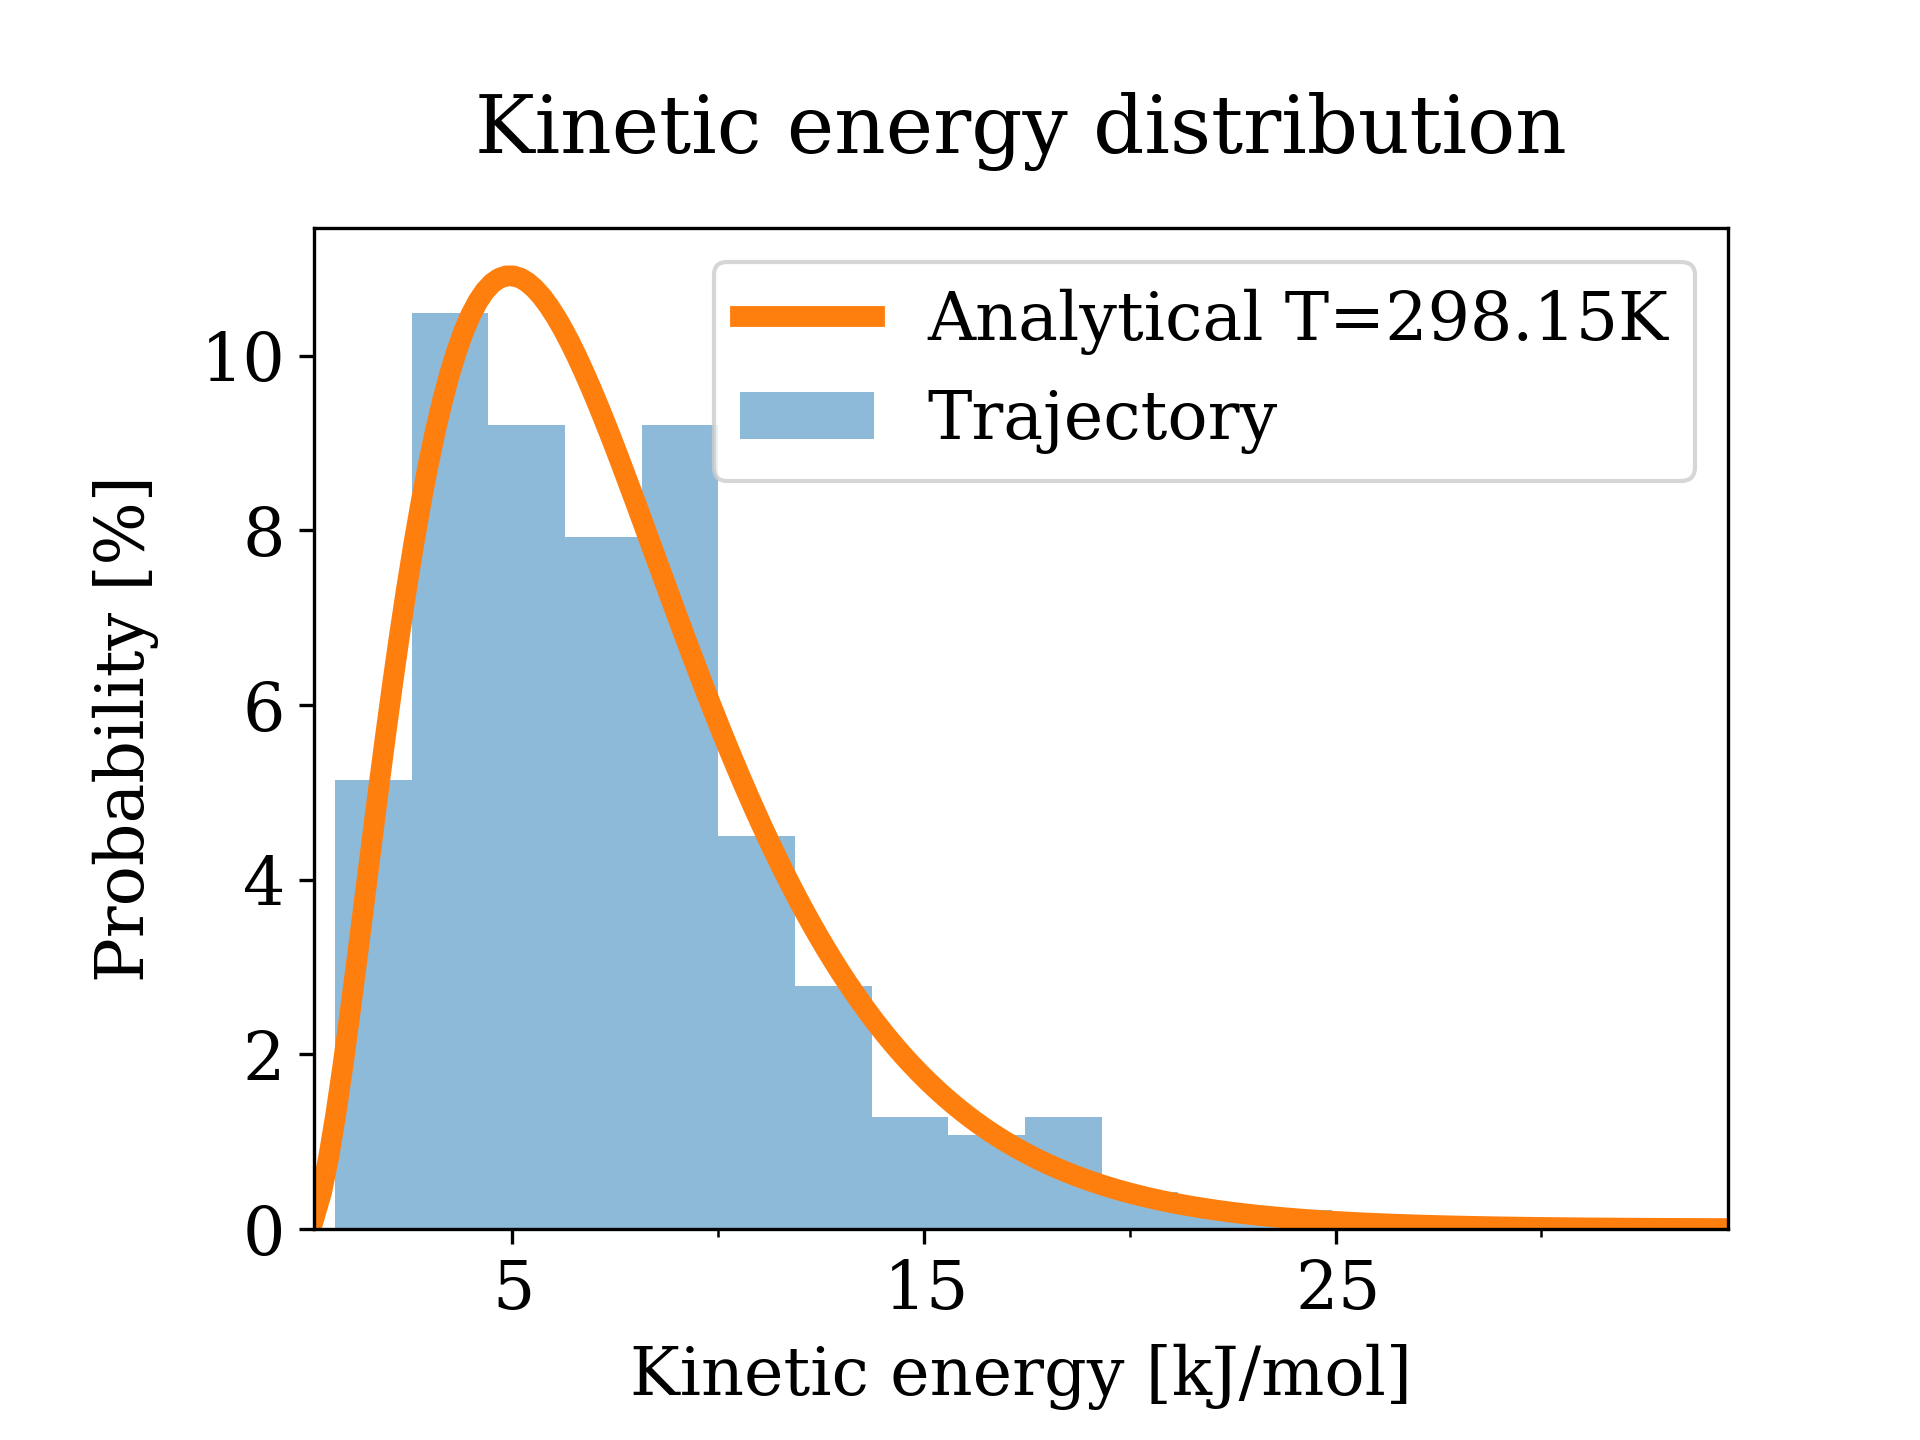 Kinetic energy distribution
Analytical T=298.15K
Trajectory
Probability [%]
10
8
6
4
2
0
5
15
25
Kinetic energy [kJ/mol]